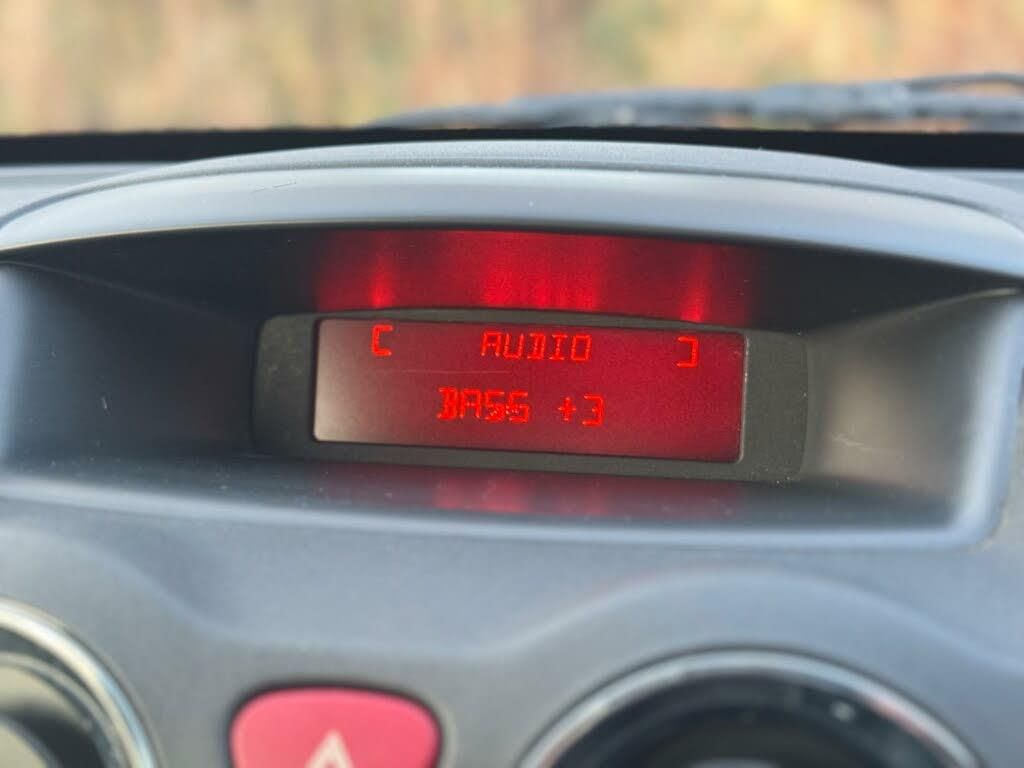 [ AUDIO ]
BASS +3